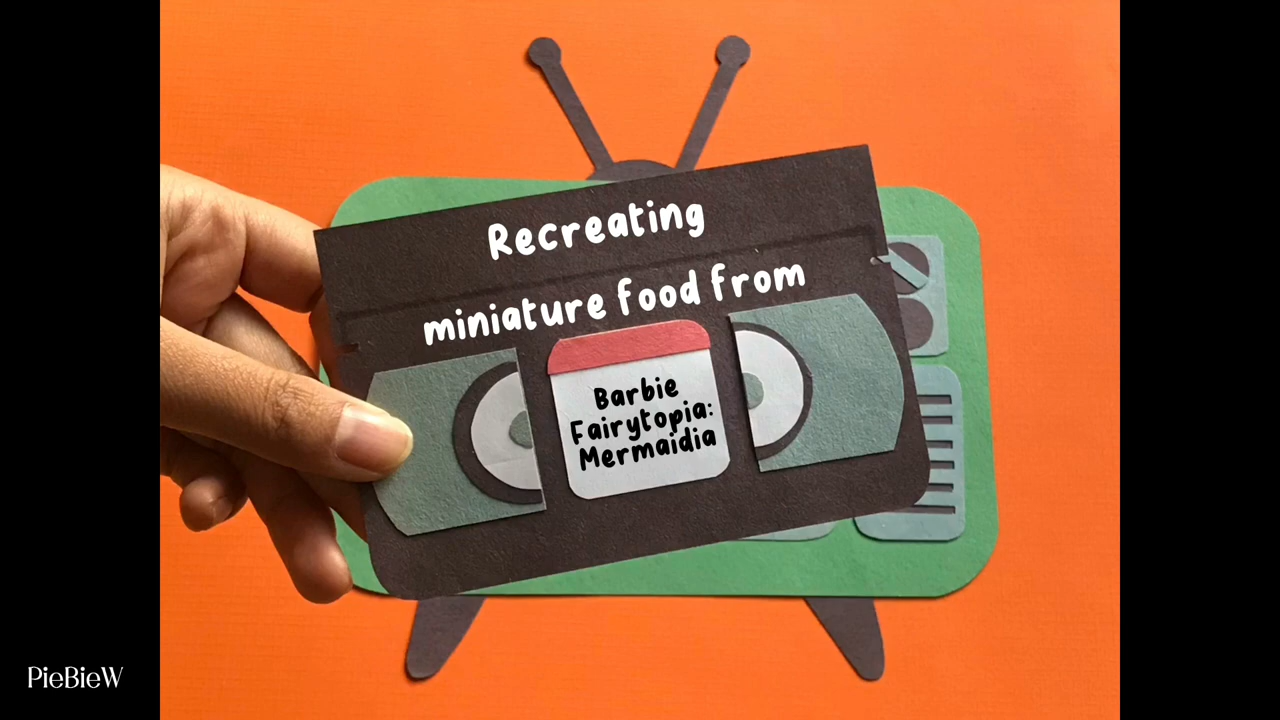 Recreating
miniature food from
Barbie
Fairytopia:
Mermaidia
PieBieW